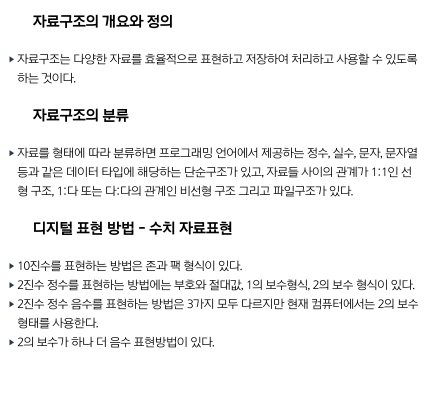 자료구조의 개요와 정의
▶ 자료구조는 다양한 자료를 효율적으로 표현하고 저장하여 처리하고 사용할 수 있도록
하는 것이다.
자료구조의 분류
▶ 자료를 형태에 따라 분류하면 프로그래밍 언어에서 제공하는 정수, 실수, 문자, 문자열
등과 같은 데이터 타입에 해당하는 단순구조가 있고, 자료들 사이의 관계가 1:1인 선
형 구조, 1:다 또는 다:다의 관계인 비선형 구조 그리고 파일구조가 있다.
디지털 표현 방법 - 수치 자료표현
▶ 10진수를 표현하는 방법은 존과 팩 형식이 있다.
▶ 2진수 정수를 표현하는 방법에는 부호와 절대값, 1의 보수형식, 2의 보수 형식이 있다.
▶ 2진수 정수 음수를 표현하는 방법은 3가지 모두 다르지만 현재 컴퓨터에서는 2의 보수
형태를 사용한다.
▶ 2의 보수가 하나 더 음수 표현방법이 있다.